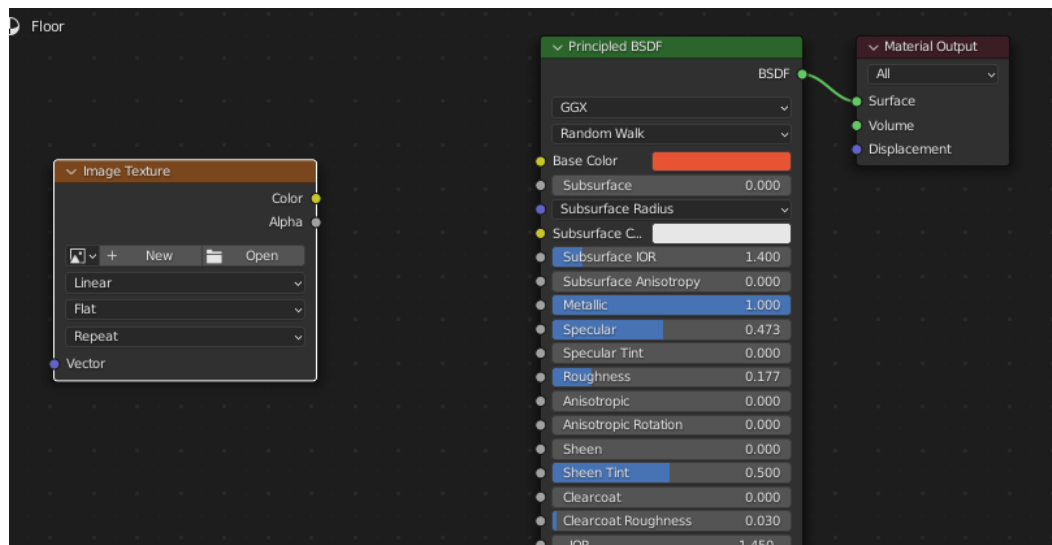 Floor
Image Texture
Color
Alpha
New
Open
Linear
Flat
Repeat
Vector
Principled BSDF
BSDF
GGX
Random Walk
Base Color
Subsurface 0.000
Subsurface Radius
Subsurface C..
Subsurface IOR 1.400
Subsurface Anisotropy 0.000
Metallic 1.000
Specular 0.473
Specular Tint 0.000
Roughness 0.177
Anisotropic 0.000
Anisotropic Rotation 0.000
Sheen 0.000
Sheen Tint 0.500
Clearcoat 0.000
Clearcoat Roughness 0.030
IOR 1.450
Material Output
All
Surface
Volume
Displacement